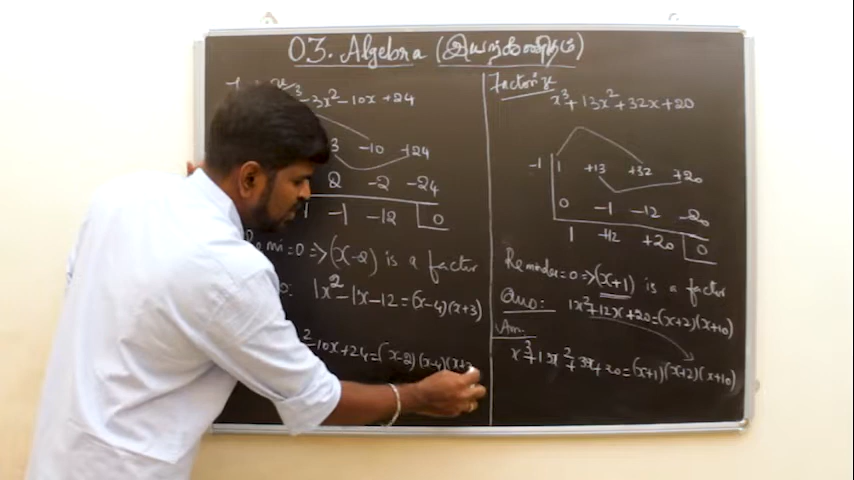 03. Algebra (இயற்கணிதம்)
3x² - 10x + 24
3 -10 +24
2 -2 -24
1 -1 -12 0
=0 => (x-2) is a factor
1x² - 1x - 12 = (x-4)(x+3)
10x + 24 = (x-2)(x-4)(x+3
x³ + 13x² + 32x + 20
-1 1 +13 +32 +20
0 -1 -12 -20
1 +12 +20 0
=0 => (x+1) is a factor
Quo: 1x² + 12x + 20 = (x+2)(x+10)
Ans:
x³ + 13x² + 32x + 20 = (x+1)(x+2)(x+10)